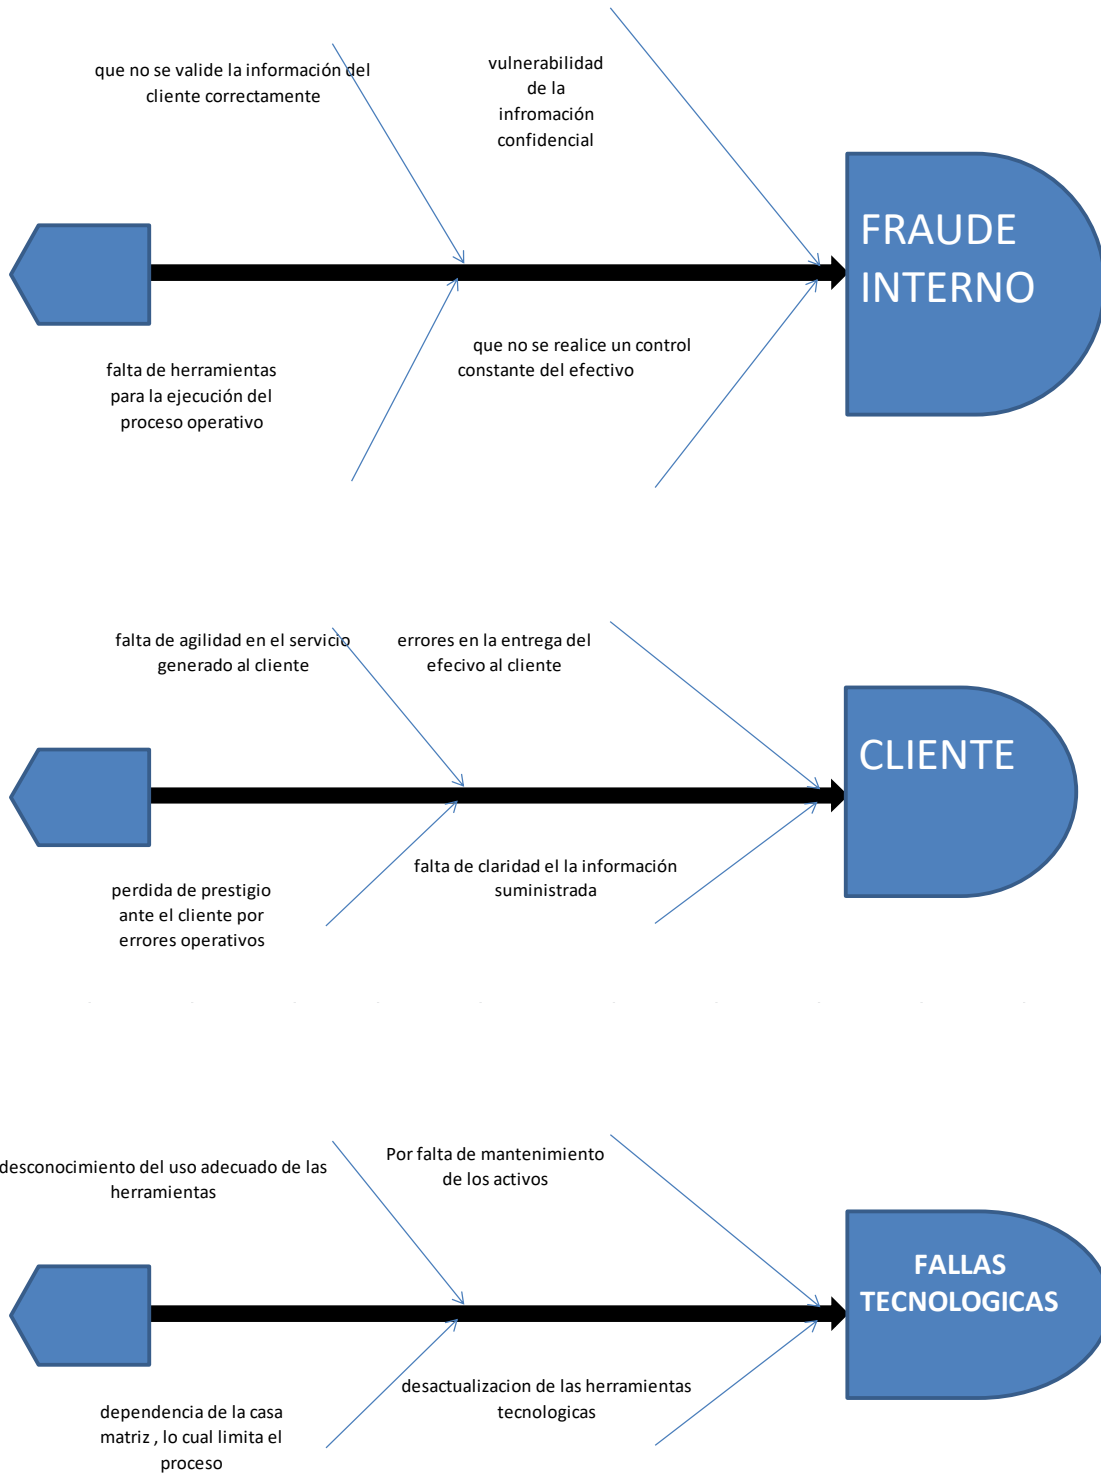 que no se valide la información del
cliente correctamente
vulnerabilidad
de la
infromación
confidencial
FRAUDE
INTERNO
falta de herramientas
para la ejecución del
proceso operativo
que no se realice un control
constante del efectivo
falta de agilidad en el servicio
generado al cliente
errores en la entrega del
efecivo al cliente
CLIENTE
perdida de prestigio
ante el cliente por
errores operativos
falta de claridad el la información
suministrada
desconocimiento del uso adecuado de las
herramientas
Por falta de mantenimiento
de los activos
FALLAS
TECNOLOGICAS
dependencia de la casa
matriz , lo cual limita el
proceso
desactualizacion de las herramientas
tecnologicas